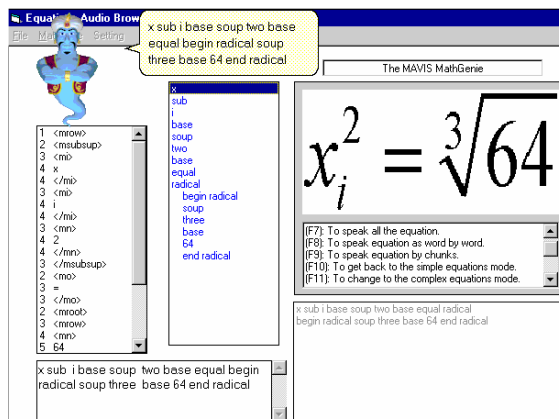 Equation Audio Brow
File Ma Setting
x sub i base soup two base
equal begin radical soup
three base 64 end radical
The MAVIS MathGenie
1 <mrow>
2 <msubsup>
3 <mi>
4 x
4 </mi>
3 <mi>
4 i
4 </mi>
3 <mn>
4 2
4 </mn>
3 </msubsup>
2 <mo>
3 =
3 </mo>
2 <mroot>
3 <mrow>
4 <mn>
5 64
x
sub
i
base
soup
two
base
equal
radical
begin radical
soup
three
base
64
end radical
x_i^2 = ∛64
(F7): To speak all the equation.
(F8): To speak equation as word by word.
(F9): To speak equation by chunks.
(F10): To get back to the simple equations mode.
(F11): To change to the complex equations mode.
x sub i base soup two base equal begin
radical soup three base 64 end radical
x sub i base soup two base equal radical
begin radical soup three base 64 end radical